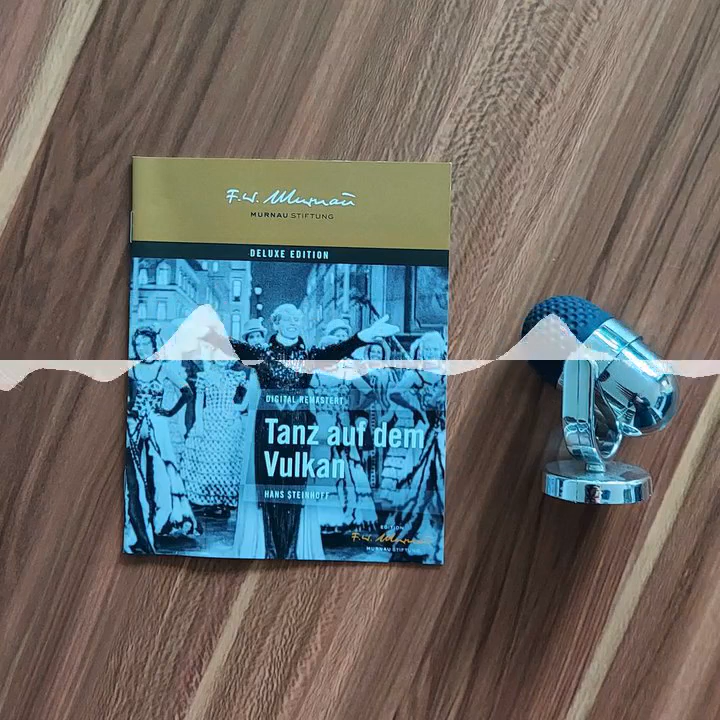 F.W. Murnau
MURNAU STIFTUNG
DELUXE EDITION
DIGITAL REMASTERT
Tanz auf dem
Vulkan
HANS STEINHOFF
EDITION
F.W. Murnau
MURNAU STIFTUNG